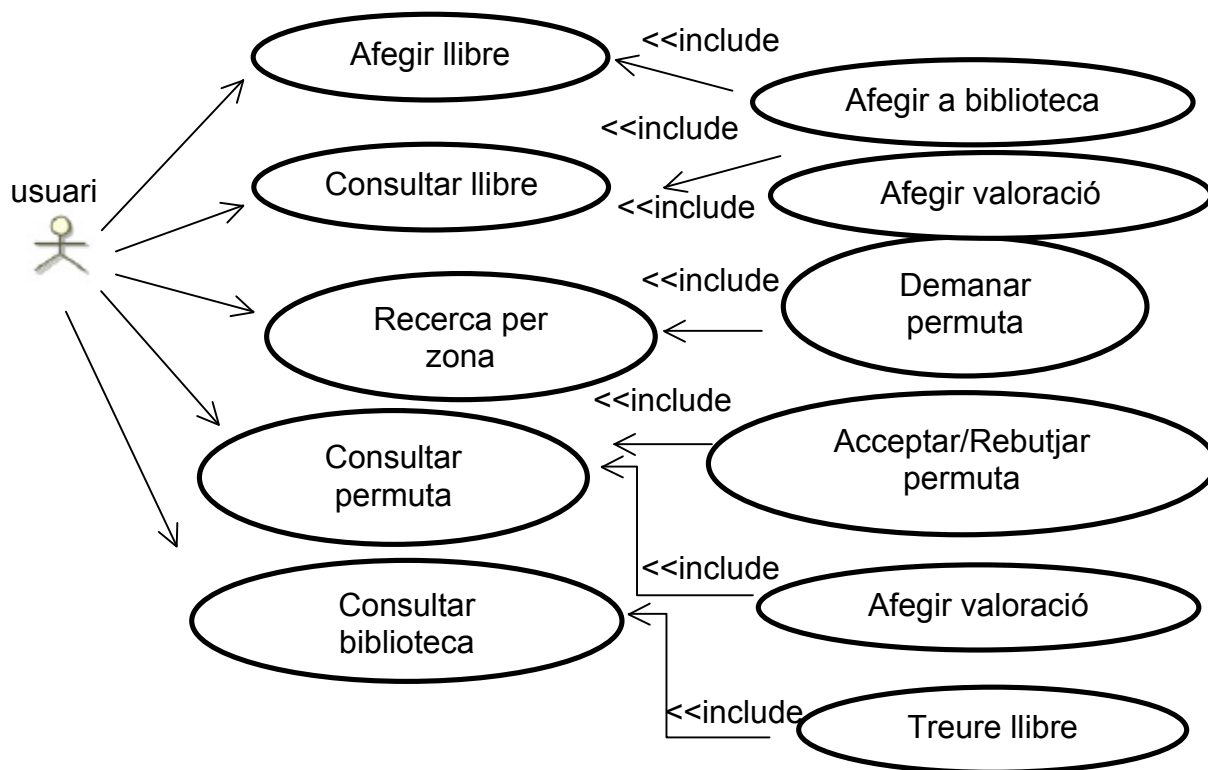 <<include
Afegir llibre
Afegir a biblioteca
<<include
Consultar llibre
usuari
Afegir valoració
<<include
<<include
Demanar
permuta
Recerca per
zona
<<include
Acceptar/Rebutjar
permuta
Consultar
permuta
<<include
Afegir valoració
Consultar
biblioteca
<<include
Treure llibre